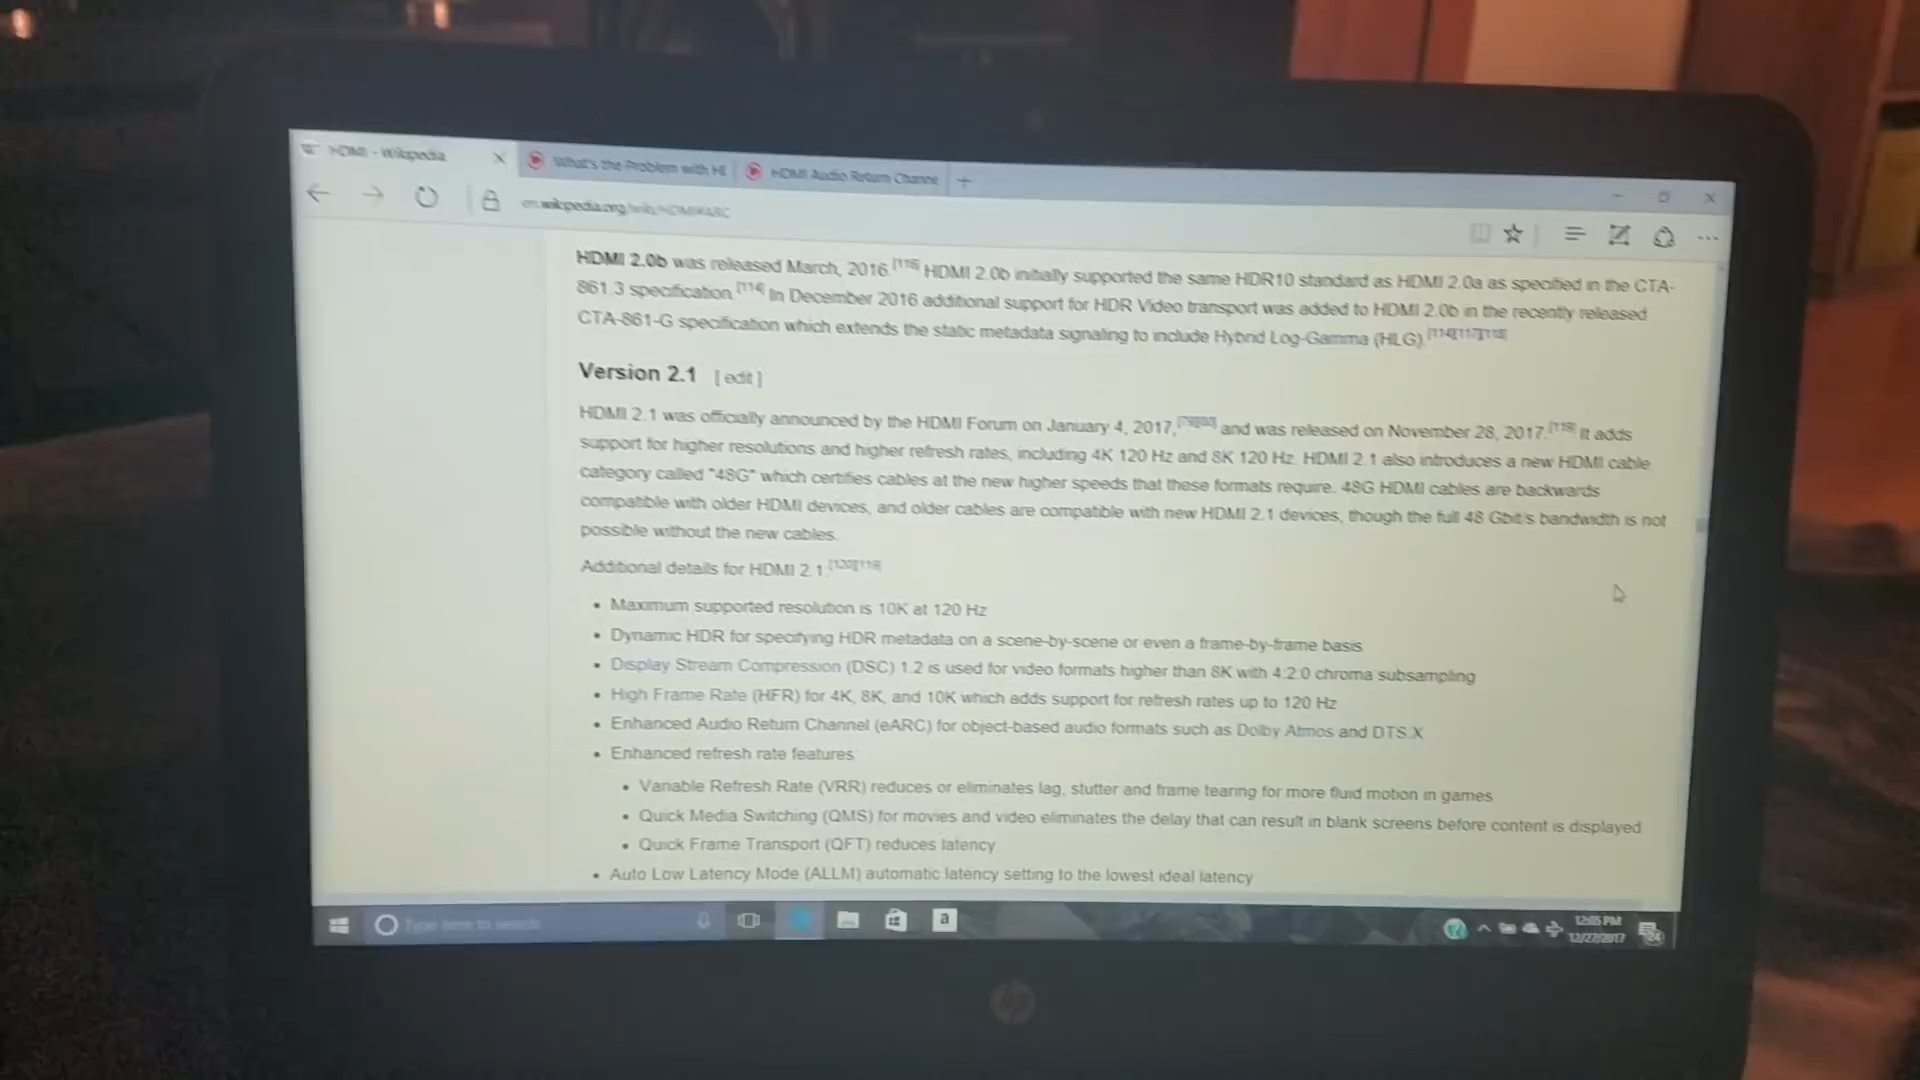 HDMI - Wikipedia
What's the Problem with HI
HDMI Audio Return Channe
en.wikipedia.org/wiki/HDMI#ARC
HDMI 2.0b was released March, 2016.[116] HDMI 2.0b initially supported the same HDR10 standard as HDMI 2.0a as specified in the CTA-
861.3 specification.[114] In December 2016 additional support for HDR Video transport was added to HDMI 2.0b in the recently released
CTA-861-G specification which extends the static metadata signaling to include Hybrid Log-Gamma (HLG).[114][117][118]
Version 2.1 [ edit ]
HDMI 2.1 was officially announced by the HDMI Forum on January 4, 2017, and was released on November 28, 2017.[119] It adds
support for higher resolutions and higher refresh rates, including 4K 120 Hz and 8K 120 Hz. HDMI 2.1 also introduces a new HDMI cable
category called "48G" which certifies cables at the new higher speeds that these formats require. 48G HDMI cables are backwards
compatible with older HDMI devices, and older cables are compatible with new HDMI 2.1 devices, though the full 48 Gbit/s bandwidth is not
possible without the new cables.
Additional details for HDMI 2.1:[120][119]
• Maximum supported resolution is 10K at 120 Hz
• Dynamic HDR for specifying HDR metadata on a scene-by-scene or even a frame-by-frame basis
• Display Stream Compression (DSC) 1.2 is used for video formats higher than 8K with 4:2:0 chroma subsampling
• High Frame Rate (HFR) for 4K, 8K, and 10K which adds support for refresh rates up to 120 Hz
• Enhanced Audio Return Channel (eARC) for object-based audio formats such as Dolby Atmos and DTS:X
• Enhanced refresh rate features:
• Variable Refresh Rate (VRR) reduces or eliminates lag, stutter and frame tearing for more fluid motion in games
• Quick Media Switching (QMS) for movies and video eliminates the delay that can result in blank screens before content is displayed
• Quick Frame Transport (QFT) reduces latency
• Auto Low Latency Mode (ALLM) automatic latency setting to the lowest ideal latency
Type here to search
a
12:05 PM
12/27/2017
24
hp